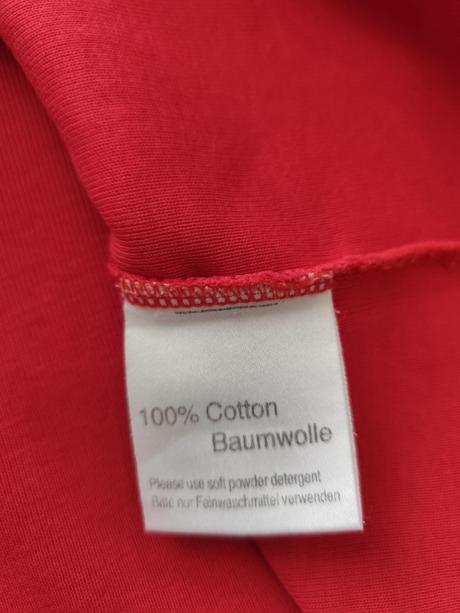 100% Cotton
Baumwolle
Please use soft powder detergent
Bitte nur Feinwaschmittel verwenden